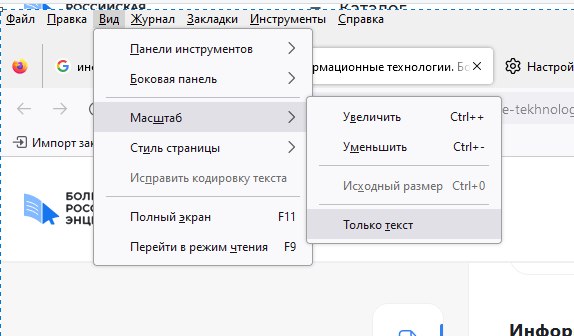 РОССИЙСКАЯ
Каталог
Файл Правка Вид Журнал Закладки Инструменты Справка
Панели инструментов
Боковая панель
Масштаб
Стиль страницы
Исправить кодировку текста
Полный экран F11
Перейти в режим чтения F9
Увеличить Ctrl++
Уменьшить Ctrl+-
Исходный размер Ctrl+0
Только текст
инф
рмационные технологии. Бо
Настрой
e-tekhnolog
Импорт зак
БОЛ
РОС
ЭНЦ
Инфор